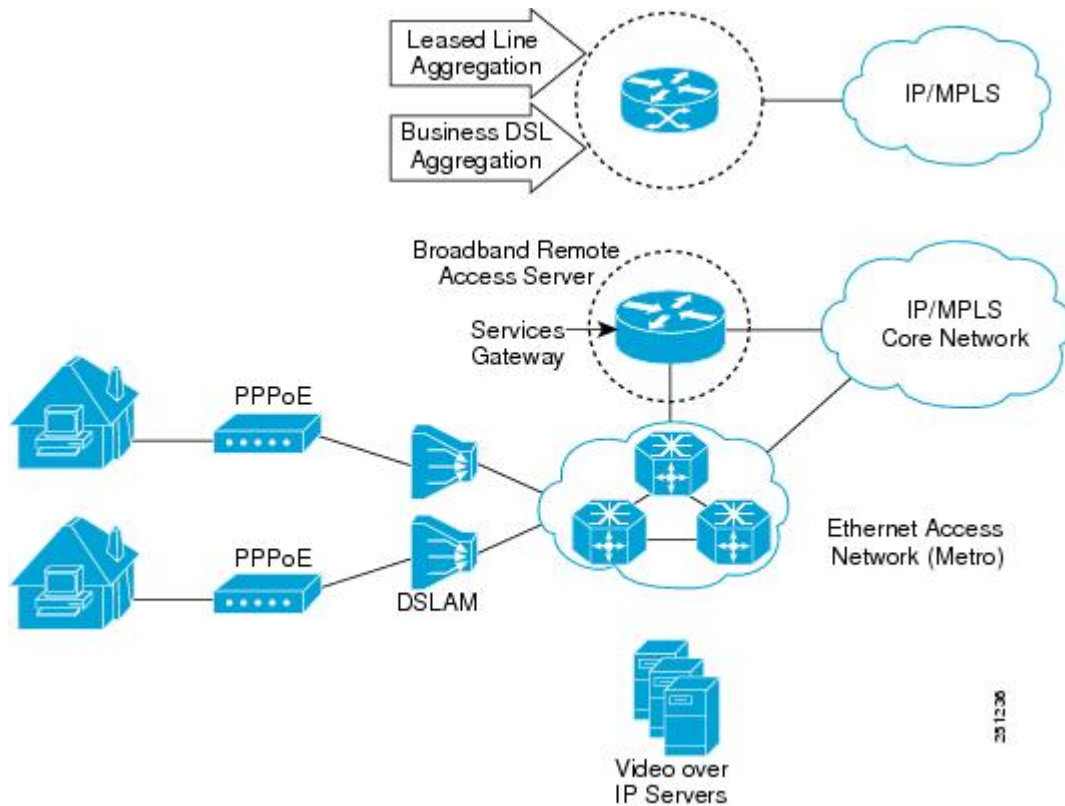 Leased Line
Aggregation
IP/MPLS
Business DSL
Aggregation
Broadband Remote
Access Server
Services
Gateway
IP/MPLS
Core Network
PPPoE
PPPoE
DSLAM
Ethernet Access
Network (Metro)
Video over
IP Servers
251236